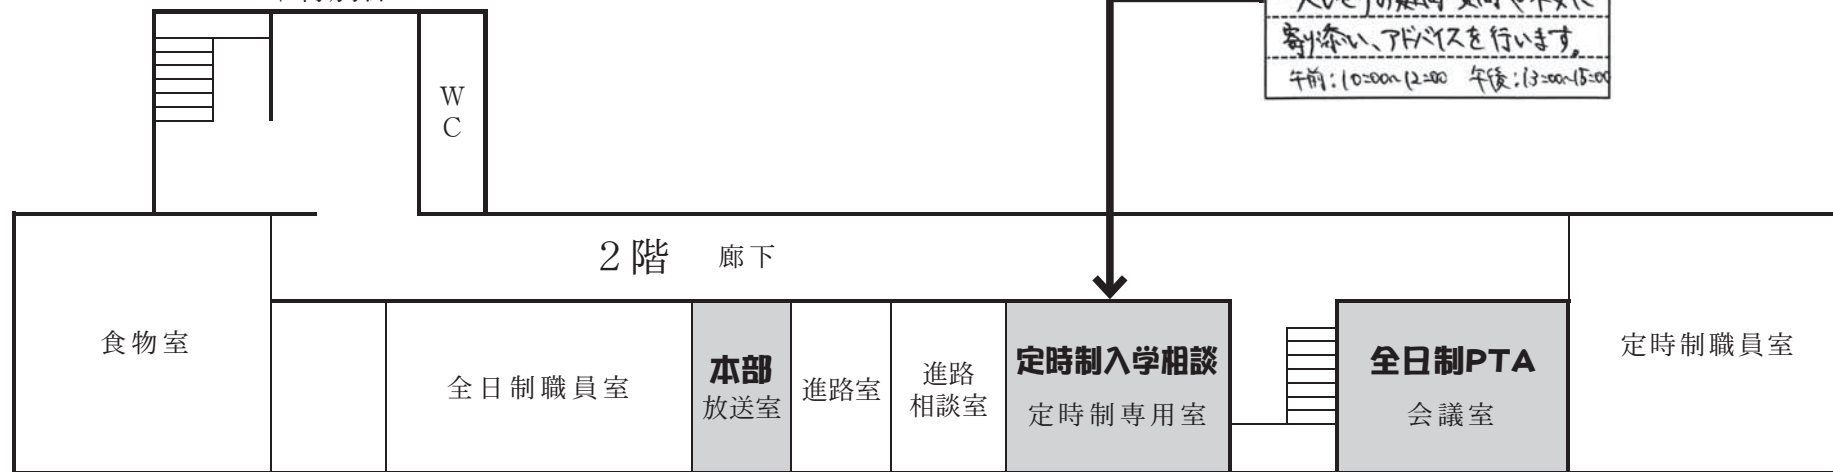 寄り添い、アドバイスを行います。
午前:10:00〜12:00 午後:13:00〜15:00
WC
2階 廊下
食物室
全日制職員室
本部
放送室
進路室
進路
相談室
定時制入学相談
定時制専用室
全日制PTA
会議室
定時制職員室